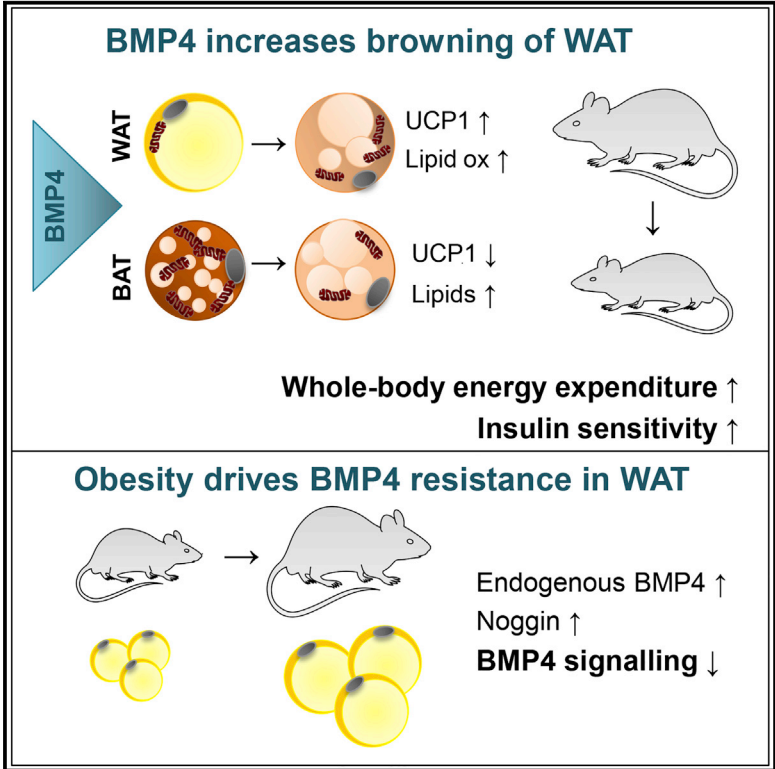 BMP4 increases browning of WAT
BMP4
WAT
→
UCP1 ↑
Lipid ox ↑
↓
BAT
→
UCP1 ↓
Lipids ↑
Whole-body energy expenditure ↑
Insulin sensitivity ↑
Obesity drives BMP4 resistance in WAT
→
Endogenous BMP4 ↑
Noggin ↑
BMP4 signalling ↓